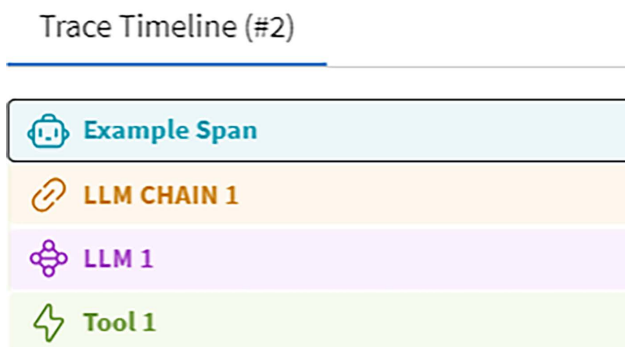 Trace Timeline (#2)
Example Span
LLM CHAIN 1
LLM 1
Tool 1